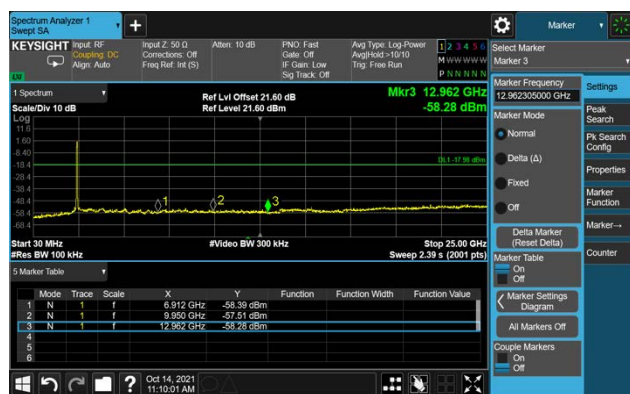 Spectrum Analyzer 1
Swept SA
Marker
KEYSIGHT
Input: RF
Coupling: DC
Align: Auto
Input Z: 50 Ω
Corrections: Off
Freq Ref: Int (S)
Atten: 10 dB
PNO: Fast
Gate: Off
IF Gain: Low
Sig Track: Off
Avg Type: Log-Power
Avg|Hold:>10/10
Trig: Free Run
1 2 3 4 5 6
M W W W W W
P N N N N N
LV
Select Marker
Marker 3
1 Spectrum
Scale/Div 10 dB
Ref Lvl Offset 21.60 dB
Ref Level 21.60 dBm
Mkr3 12.962 GHz
-58.28 dBm
Log
11.6
1.60
-8.40
-18.4
-28.4
-38.4
-48.4
-58.4
-68.4
DL1 -17.98 dBm
1
2
3
Start 30 MHz
#Res BW 100 kHz
#Video BW 300 kHz
Stop 25.00 GHz
Sweep 2.39 s (2001 pts)
5 Marker Table
Mode Trace Scale X Y Function Function Width Function Value
1 N 1 f 6.912 GHz -58.39 dBm
2 N 1 f 9.950 GHz -57.51 dBm
3 N 1 f 12.962 GHz -58.28 dBm
4
5
6
Marker Frequency
12.962305000 GHz
Marker Mode
Normal
Delta (Δ)
Fixed
Off
Delta Marker
(Reset Delta)
Marker Table
On
Off
Marker Settings
Diagram
All Markers Off
Couple Markers
On
Off
Settings
Peak
Search
Pk Search
Config
Properties
Marker
Function
Marker→
Counter
?
Oct 14, 2021
11:10:01 AM